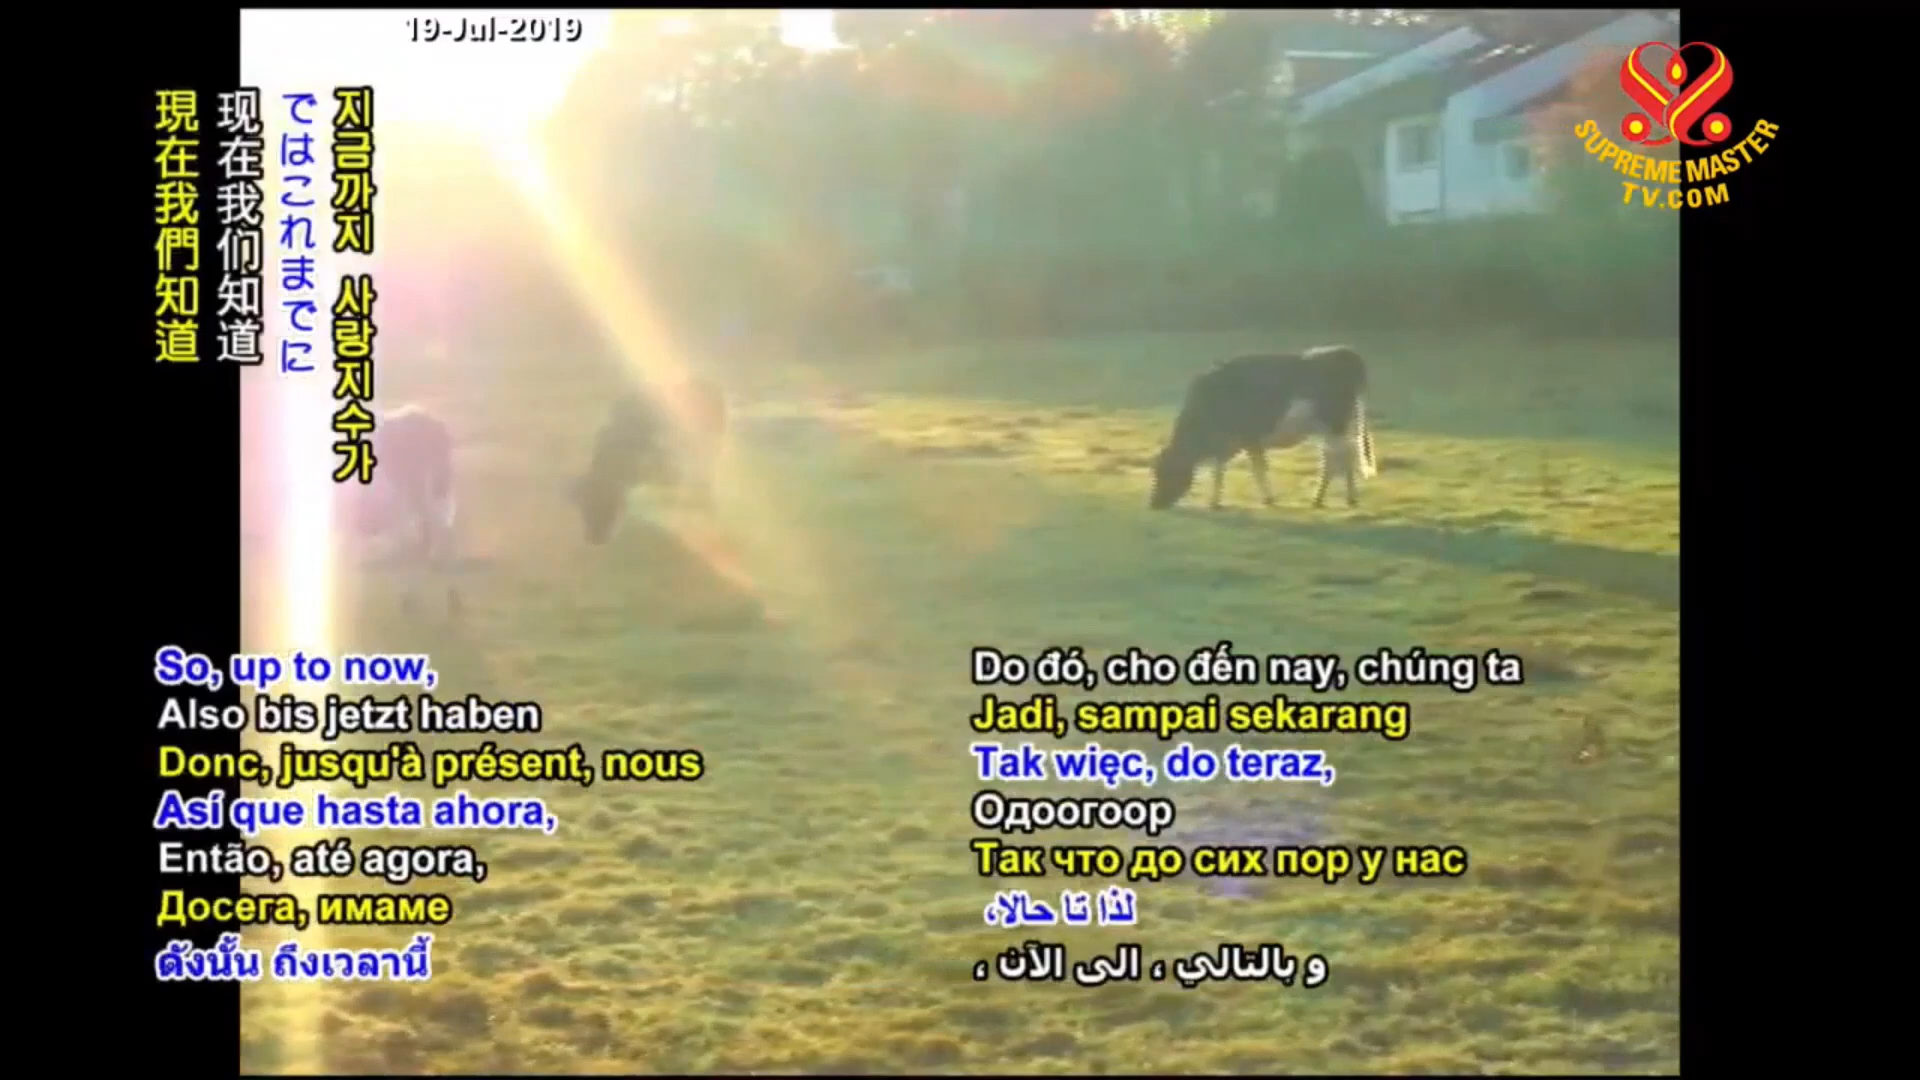 19-Jul-2019
SUPREME MASTER
TV.COM
現在我們知道
现在我们知道
ではこれまでに
지금까지 사랑지수가
So, up to now,
Also bis jetzt haben
Donc, jusqu'à présent, nous
Así que hasta ahora,
Então, até agora,
Досега, имаме
ดังนั้น ถึงเวลานี้
Do đó, cho đến nay, chúng ta
Jadi, sampai sekarang
Tak więc, do teraz,
Одоогоор
Так что до сих пор у нас
لذا تا حالا،
و بالتالي ، الى الآن ،